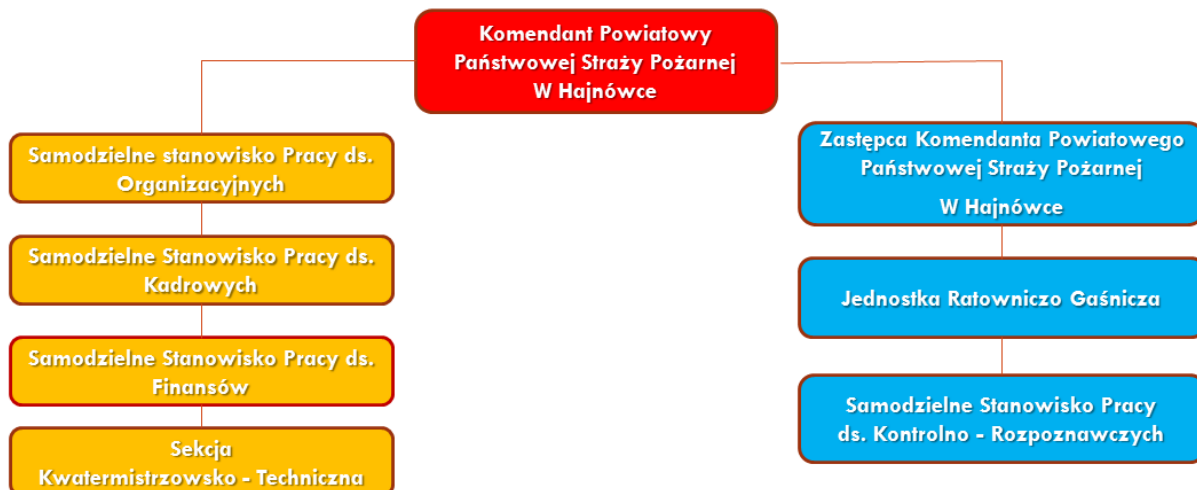 Komendant Powiatowy
Państwowej Straży Pożarnej
W Hajnówce
Samodzielne stanowisko Pracy ds.
Organizacyjnych
Samodzielne Stanowisko Pracy ds.
Kadrowych
Samodzielne Stanowisko Pracy ds.
Finansów
Sekcja
Kwatermistrzowsko - Techniczna
Zastępca Komendanta Powiatowego
Państwowej Straży Pożarnej
W Hajnówce
Jednostka Ratowniczo Gaśnicza
Samodzielne Stanowisko Pracy
ds. Kontrolno - Rozpoznawczych